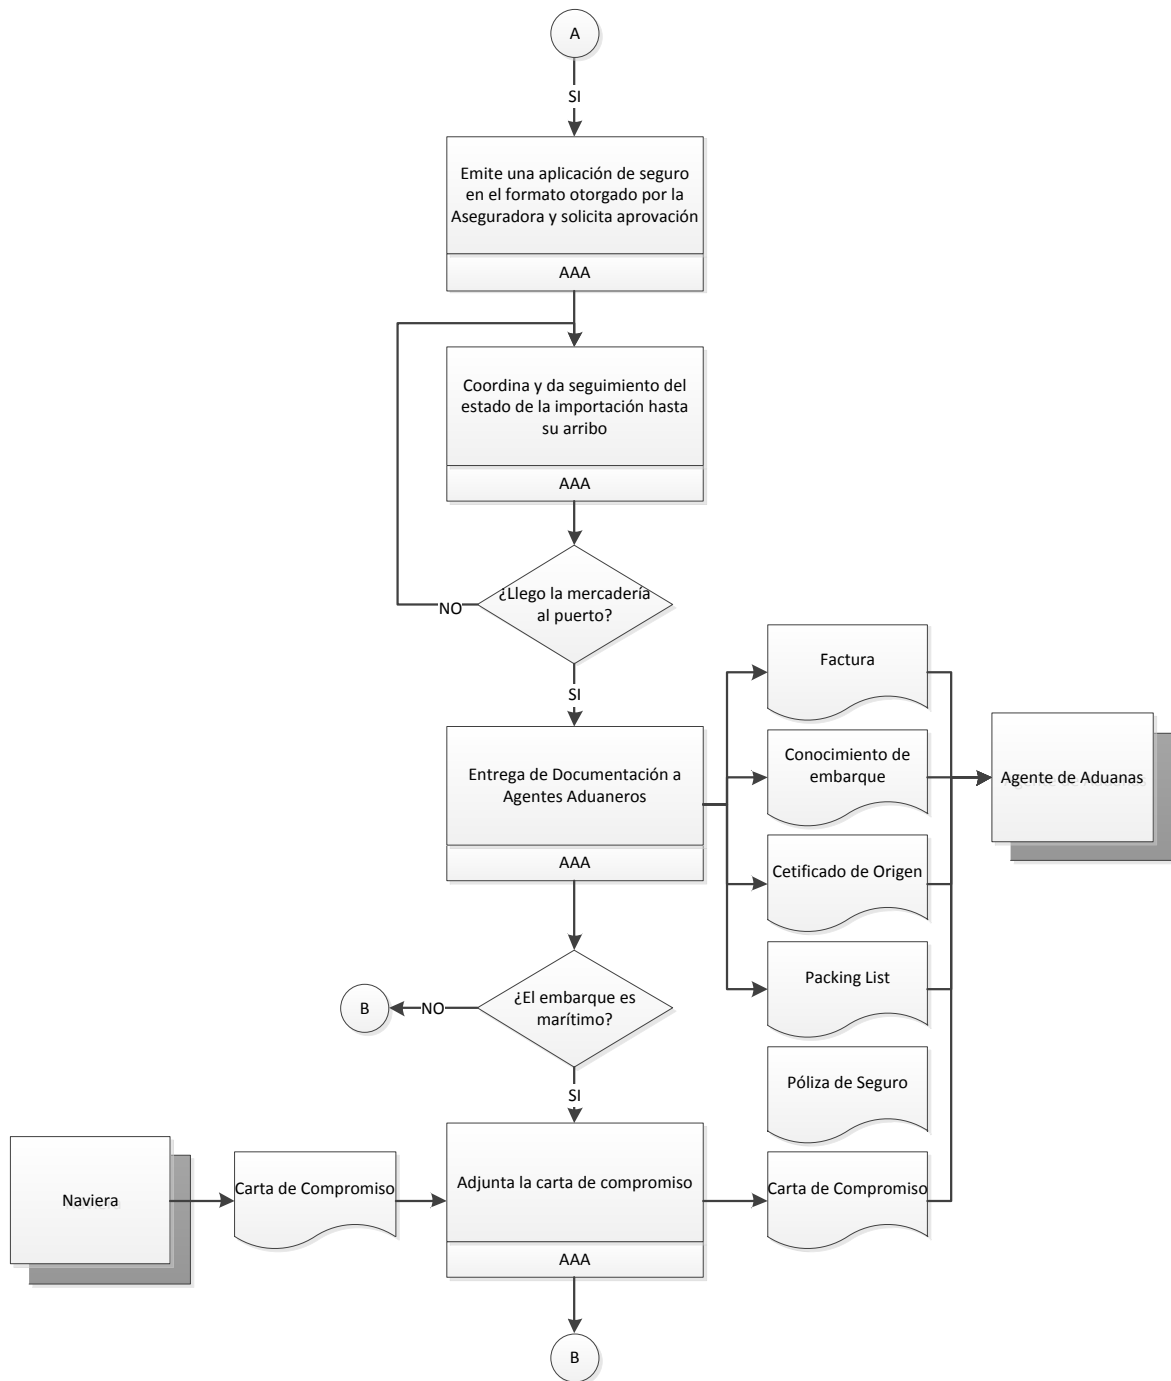 A
SI
Emite una aplicación de seguro
en el formato otorgado por la
Aseguradora y solicita aprovación
AAA
Coordina y da seguimiento del
estado de la importación hasta
su arribo
AAA
¿Llego la mercadería
al puerto?
NO
SI
Factura
Entrega de Documentación a
Agentes Aduaneros
AAA
Conocimiento de
embarque
Agente de Aduanas
Cetificado de Origen
Packing List
¿El embarque es
marítimo?
NO
B
SI
Póliza de Seguro
Naviera
Carta de Compromiso
Adjunta la carta de compromiso
AAA
Carta de Compromiso
B